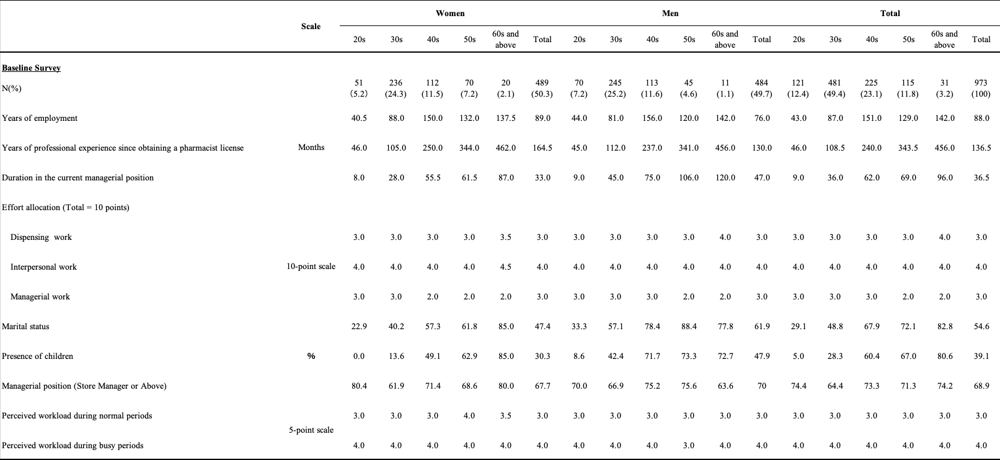 Women Men Total
Scale
20s 30s 40s 50s 60s and above Total 20s 30s 40s 50s 60s and above Total 20s 30s 40s 50s 60s and above Total
Baseline Survey
N(%) 51 (5.2) 236 (24.3) 112 (11.5) 70 (7.2) 20 (2.1) 489 (50.3) 70 (7.2) 245 (25.2) 113 (11.6) 45 (4.6) 11 (1.1) 484 (49.7) 121 (12.4) 481 (49.4) 225 (23.1) 115 (11.8) 31 (3.2) 973 (100)
Years of employment 40.5 88.0 150.0 132.0 137.5 89.0 44.0 81.0 156.0 120.0 142.0 76.0 43.0 87.0 151.0 129.0 142.0 88.0
Years of professional experience since obtaining a pharmacist license Months 46.0 105.0 250.0 344.0 462.0 164.5 45.0 112.0 237.0 341.0 456.0 130.0 46.0 108.5 240.0 343.5 456.0 136.5
Duration in the current managerial position 8.0 28.0 55.5 61.5 87.0 33.0 9.0 45.0 75.0 106.0 120.0 47.0 9.0 36.0 62.0 69.0 96.0 36.5
Effort allocation (Total = 10 points)
Dispensing work 3.0 3.0 3.0 3.0 3.5 3.0 3.0 3.0 3.0 3.0 4.0 3.0 3.0 3.0 3.0 3.0 4.0 3.0
Interpersonal work 10-point scale 4.0 4.0 4.0 4.0 4.5 4.0 4.0 4.0 4.0 4.0 4.0 4.0 4.0 4.0 4.0 4.0 4.0 4.0
Managerial work 3.0 3.0 2.0 2.0 2.0 3.0 3.0 3.0 3.0 2.0 2.0 3.0 3.0 3.0 3.0 2.0 2.0 3.0
Marital status 22.9 40.2 57.3 61.8 85.0 47.4 33.3 57.1 78.4 88.4 77.8 61.9 29.1 48.8 67.9 72.1 82.8 54.6
Presence of children % 0.0 13.6 49.1 62.9 85.0 30.3 8.6 42.4 71.7 73.3 72.7 47.9 5.0 28.3 60.4 67.0 80.6 39.1
Managerial position (Store Manager or Above) 80.4 61.9 71.4 68.6 80.0 67.7 70.0 66.9 75.2 75.6 63.6 70 74.4 64.4 73.3 71.3 74.2 68.9
Perceived workload during normal periods 3.0 3.0 3.0 4.0 3.5 3.0 3.0 3.0 3.0 3.0 3.0 3.0 3.0 3.0 3.0 3.0 3.0 3.0
5-point scale
Perceived workload during busy periods 4.0 4.0 4.0 4.0 4.0 4.0 4.0 4.0 4.0 3.0 4.0 4.0 4.0 4.0 4.0 4.0 4.0 4.0